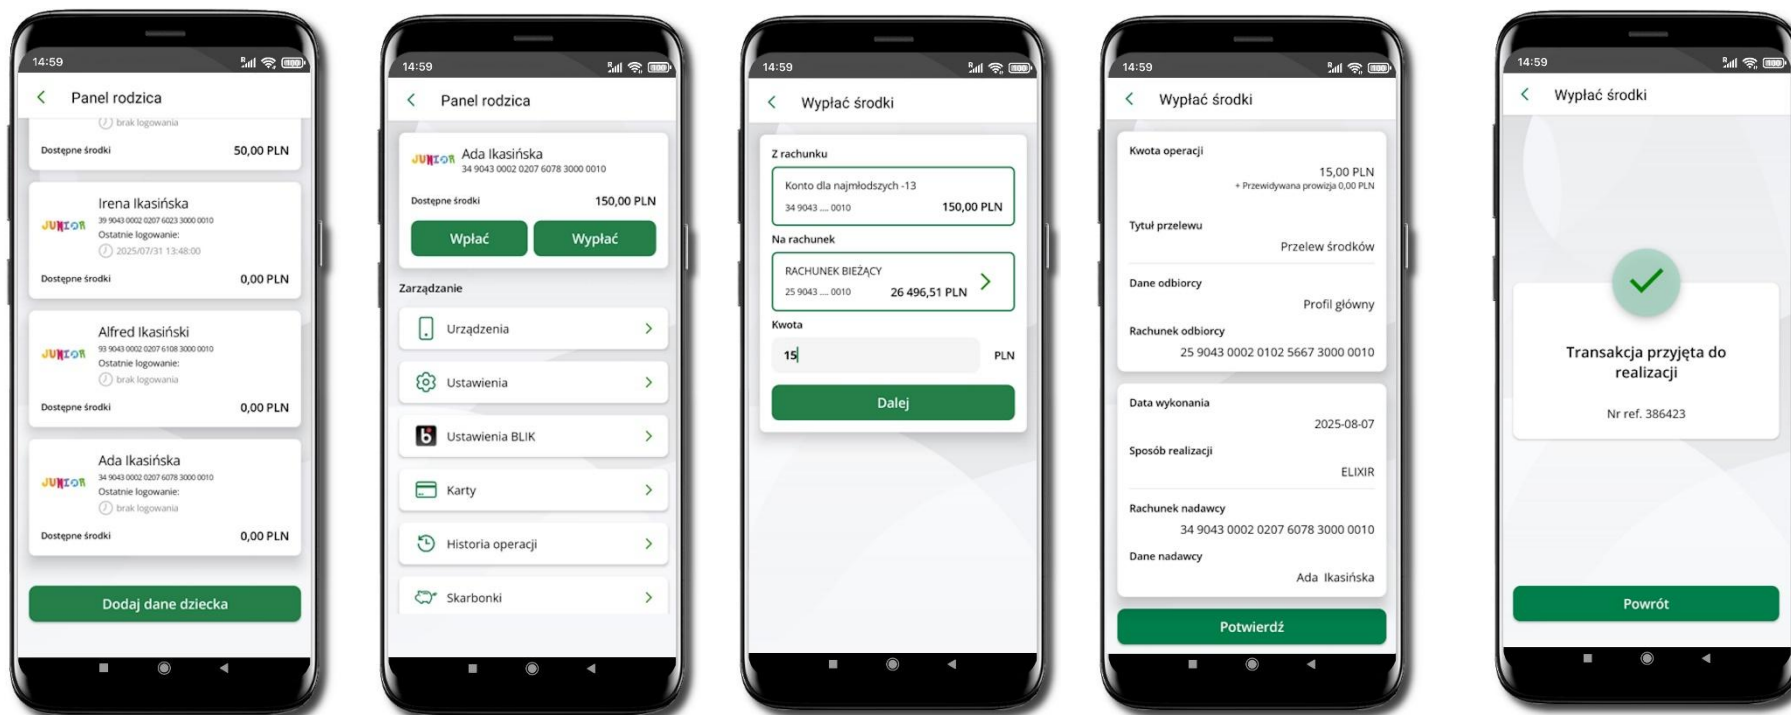 14:59
Panel rodzica
brak logowania
Dostępne środki 50,00 PLN
JUNIOR
Irena Ikasińska
39 9043 0002 0207 6023 3000 0010
Ostatnie logowanie:
2025/07/31 13:48:00
Dostępne środki 0,00 PLN
JUNIOR
Alfred Ikasiński
93 9043 0002 0207 6108 3000 0010
Ostatnie logowanie:
brak logowania
Dostępne środki 0,00 PLN
JUNIOR
Ada Ikasińska
34 9043 0002 0207 6078 3000 0010
Ostatnie logowanie:
brak logowania
Dostępne środki 0,00 PLN
Dodaj dane dziecka
14:59
Panel rodzica
JUNIOR
Ada Ikasińska
34 9043 0002 0207 6078 3000 0010
Dostępne środki 150,00 PLN
Wpłać Wypłać
Zarządzanie
Urządzenia
Ustawienia
Ustawienia BLIK
Karty
Historia operacji
Skarbonki
14:59
Wypłać środki
Z rachunku
Konto dla najmłodszych -13
34 9043 .... 0010 150,00 PLN
Na rachunek
RACHUNEK BIEŻĄCY
25 9043 .... 0010 26 496,51 PLN
Kwota
15 PLN
Dalej
14:59
Wypłać środki
Kwota operacji
15,00 PLN
+ Przewidywana prowizja 0,00 PLN
Tytuł przelewu
Przelew środków
Dane odbiorcy
Profil główny
Rachunek odbiorcy
25 9043 0002 0102 5667 3000 0010
Data wykonania
2025-08-07
Sposób realizacji
ELIXIR
Rachunek nadawcy
34 9043 0002 0207 6078 3000 0010
Dane nadawcy
Ada Ikasińska
Potwierdź
14:59
Wypłać środki
Transakcja przyjęta do
realizacji
Nr ref. 386423
Powrót